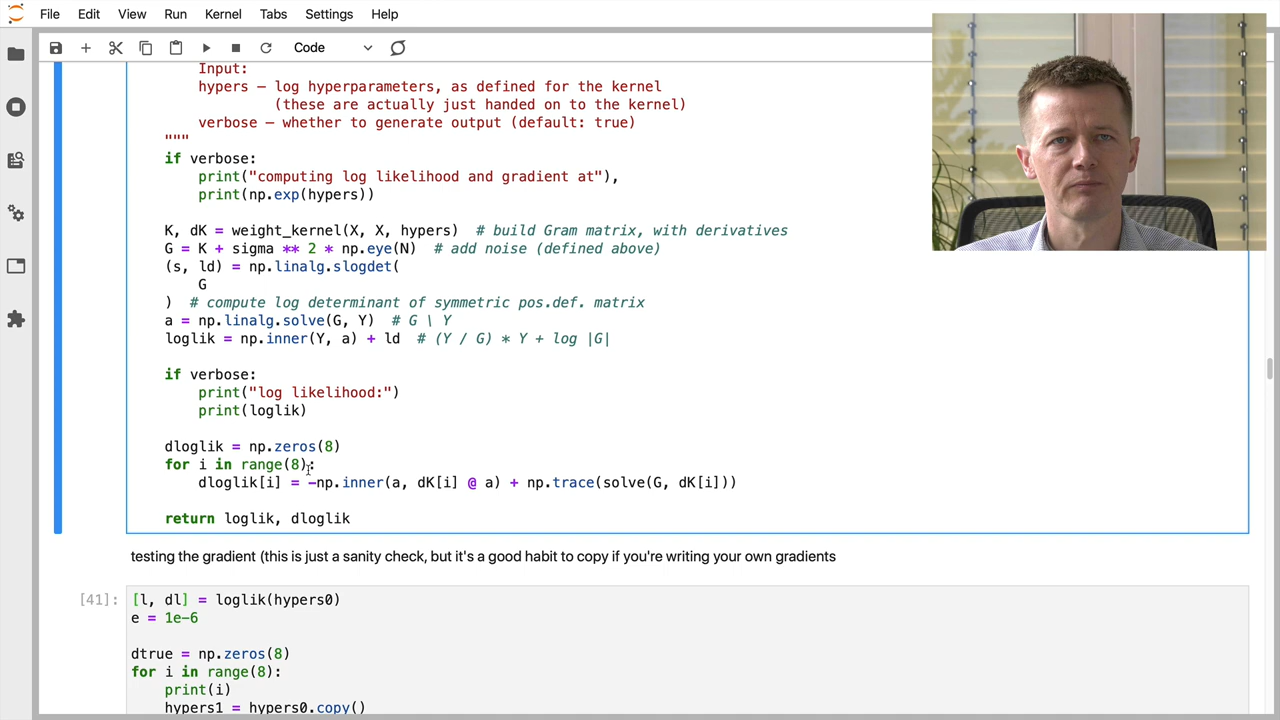 File Edit View Run Kernel Tabs Settings Help
Code
Input:
hypers — log hyperparameters, as defined for the kernel
(these are actually just handed on to the kernel)
verbose — whether to generate output (default: true)
"""
if verbose:
print("computing log likelihood and gradient at"),
print(np.exp(hypers))
K, dK = weight_kernel(X, X, hypers)  # build Gram matrix, with derivatives
G = K + sigma ** 2 * np.eye(N)  # add noise (defined above)
(s, ld) = np.linalg.slogdet(
G
)  # compute log determinant of symmetric pos.def. matrix
a = np.linalg.solve(G, Y)  # G \ Y
loglik = np.inner(Y, a) + ld  # (Y / G) * Y + log |G|
if verbose:
print("log likelihood:")
print(loglik)
dloglik = np.zeros(8)
for i in range(8):
dloglik[i] = -np.inner(a, dK[i] @ a) + np.trace(solve(G, dK[i]))
return loglik, dloglik
testing the gradient (this is just a sanity check, but it's a good habit to copy if you're writing your own gradients
[41]: [l, dl] = loglik(hypers0)
e = 1e-6
dtrue = np.zeros(8)
for i in range(8):
print(i)
hypers1 = hypers0.copy()